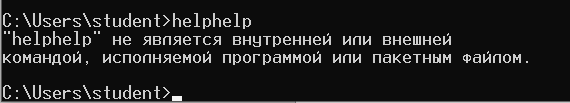 C:\Users\student>helphelp
"helphelp" не является внутренней или внешней
командой, исполняемой программой или пакетным файлом.
C:\Users\student>